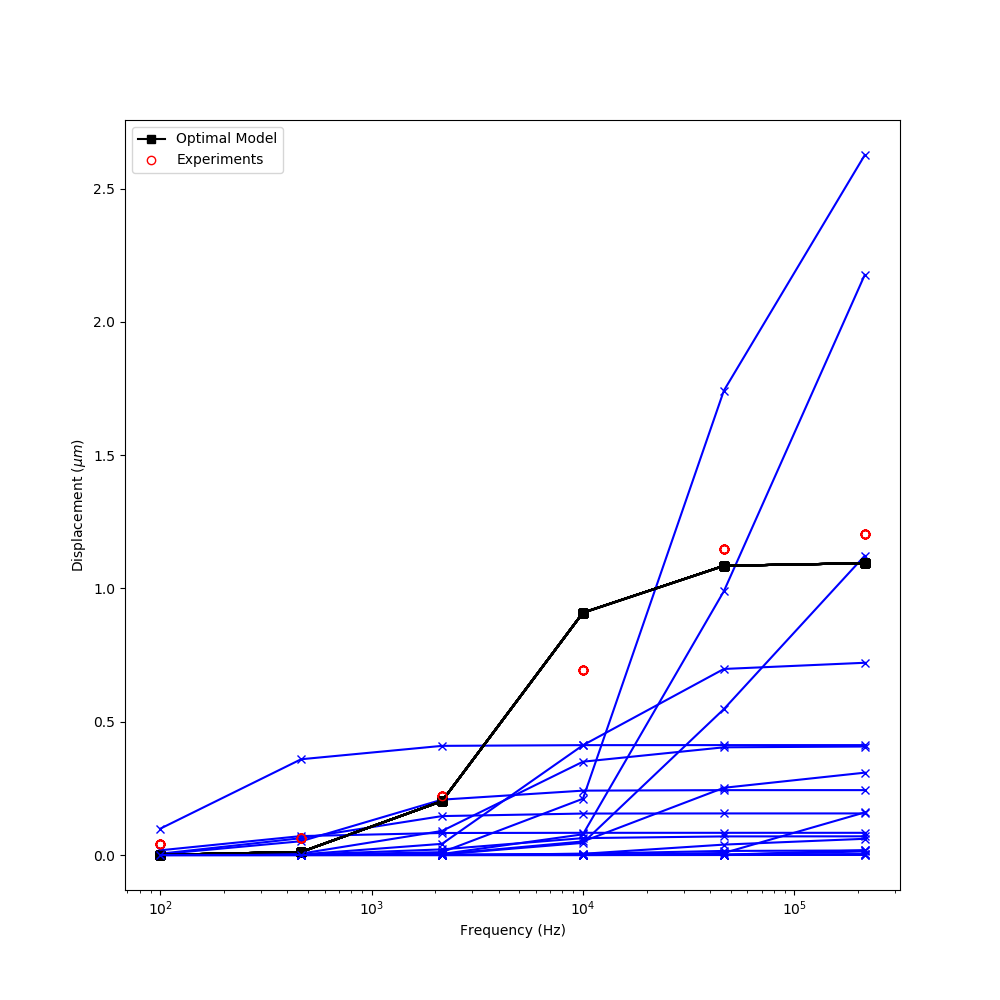 Optimal Model
Experiments
2.5
2.0
1.5
1.0
0.5
0.0
Displacement (μm)
10² 10³ 10⁴ 10⁵
Frequency (Hz)